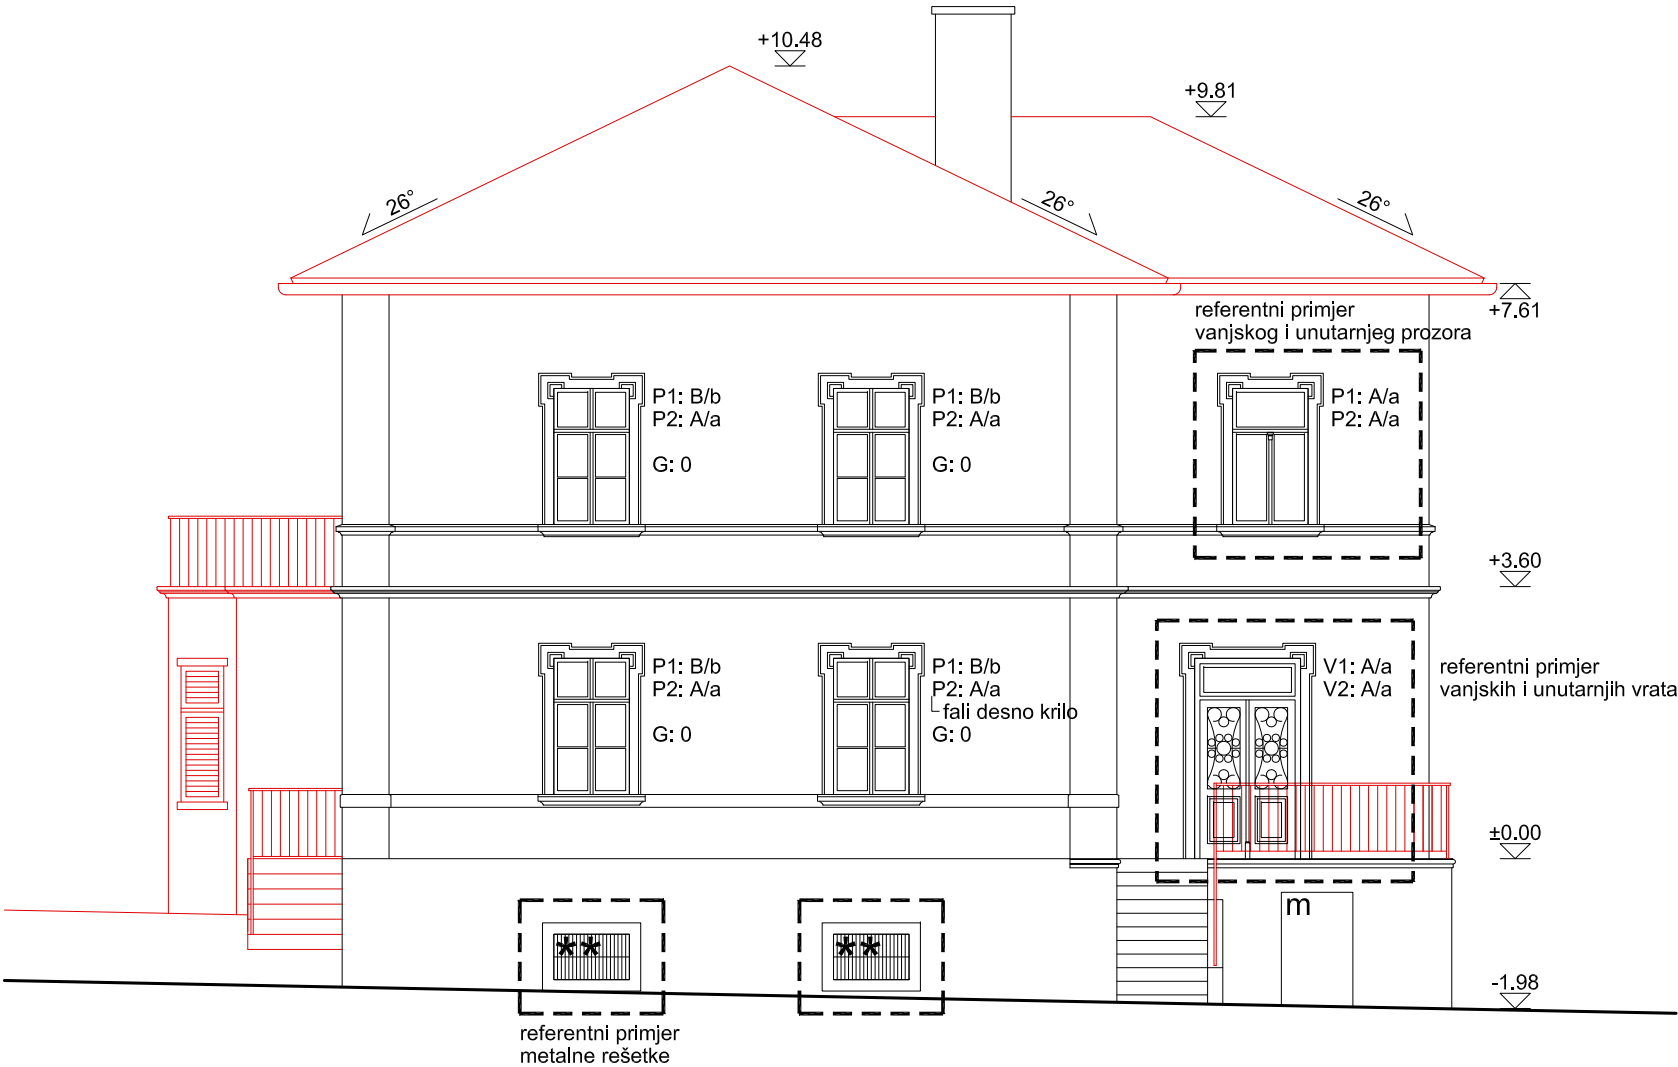 +10.48
+9.81
26°
26°
26°
+7.61
referentni primjer
vanjskog i unutarnjeg prozora
P1: B/b
P2: A/a
G: 0
P1: B/b
P2: A/a
G: 0
P1: A/a
P2: A/a
+3.60
P1: B/b
P2: A/a
G: 0
P1: B/b
P2: A/a
fali desno krilo
G: 0
V1: A/a
V2: A/a
referentni primjer
vanjskih i unutarnjih vrata
±0.00
m
**
**
-1.98
referentni primjer
metalne rešetke